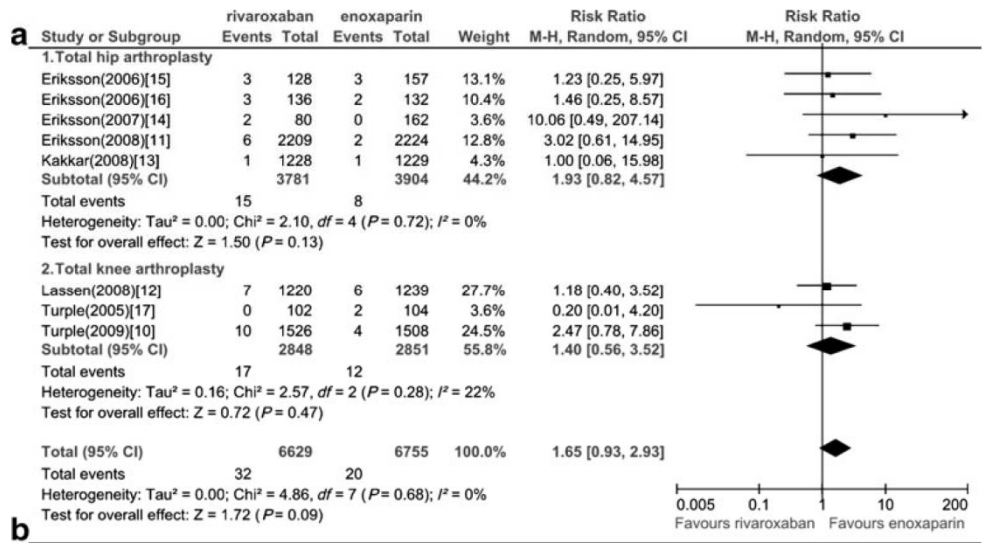 a
rivaroxaban enoxaparin Risk Ratio Risk Ratio
Study or Subgroup Events Total Events Total Weight M-H, Random, 95% CI M-H, Random, 95% CI
1.Total hip arthroplasty
Eriksson(2006)[15] 3 128 3 157 13.1% 1.23 [0.25, 5.97]
Eriksson(2006)[16] 3 136 2 132 10.4% 1.46 [0.25, 8.57]
Eriksson(2007)[14] 2 80 0 162 3.6% 10.06 [0.49, 207.14]
Eriksson(2008)[11] 6 2209 2 2224 12.8% 3.02 [0.61, 14.95]
Kakkar(2008)[13] 1 1228 1 1229 4.3% 1.00 [0.06, 15.98]
Subtotal (95% CI) 3781 3904 44.2% 1.93 [0.82, 4.57]
Total events 15 8
Heterogeneity: Tau² = 0.00; Chi² = 2.10, df = 4 (P = 0.72); I² = 0%
Test for overall effect: Z = 1.50 (P = 0.13)
2.Total knee arthroplasty
Lassen(2008)[12] 7 1220 6 1239 27.7% 1.18 [0.40, 3.52]
Turple(2005)[17] 0 102 2 104 3.6% 0.20 [0.01, 4.20]
Turple(2009)[10] 10 1526 4 1508 24.5% 2.47 [0.78, 7.86]
Subtotal (95% CI) 2848 2851 55.8% 1.40 [0.56, 3.52]
Total events 17 12
Heterogeneity: Tau² = 0.16; Chi² = 2.57, df = 2 (P = 0.28); I² = 22%
Test for overall effect: Z = 0.72 (P = 0.47)
Total (95% CI) 6629 6755 100.0% 1.65 [0.93, 2.93]
Total events 32 20
Heterogeneity: Tau² = 0.00; Chi² = 4.86, df = 7 (P = 0.68); I² = 0%
Test for overall effect: Z = 1.72 (P = 0.09)
0.005 0.1 1 10 200
Favours rivaroxaban Favours enoxaparin
b